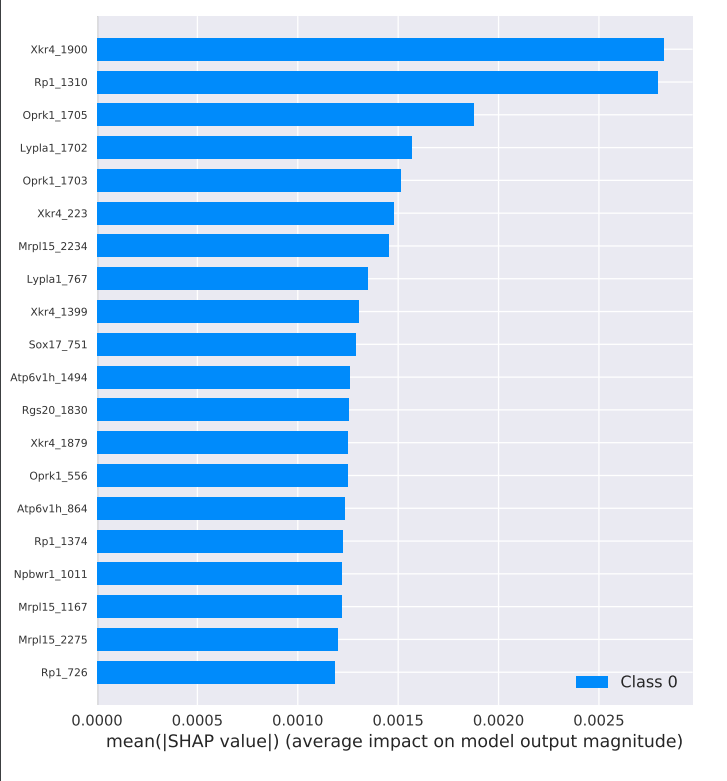 Xkr4_1900
Rp1_1310
Oprk1_1705
Lypla1_1702
Oprk1_1703
Xkr4_223
Mrpl15_2234
Lypla1_767
Xkr4_1399
Sox17_751
Atp6v1h_1494
Rgs20_1830
Xkr4_1879
Oprk1_556
Atp6v1h_864
Rp1_1374
Npbwr1_1011
Mrpl15_1167
Mrpl15_2275
Rp1_726
Class 0
0.0000 0.0005 0.0010 0.0015 0.0020 0.0025
mean(|SHAP value|) (average impact on model output magnitude)